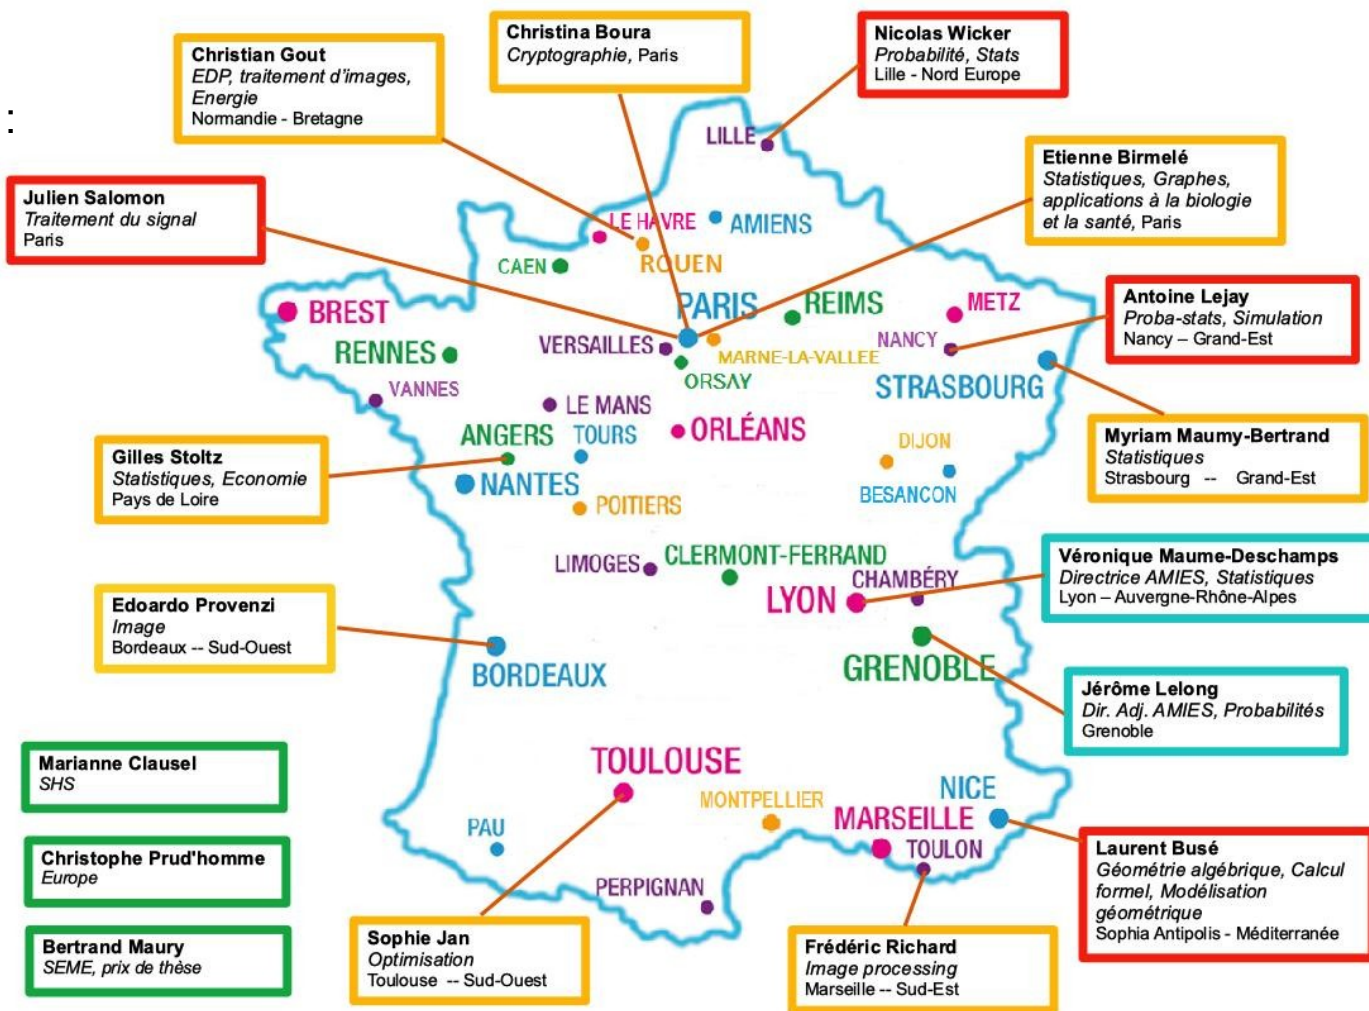 :
Christian Gout
EDP, traitement d'images,
Energie
Normandie - Bretagne
Christina Boura
Cryptographie, Paris
Nicolas Wicker
Probabilité, Stats
Lille - Nord Europe
Julien Salomon
Traitement du signal
Paris
Etienne Birmelé
Statistiques, Graphes,
applications à la biologie
et la santé, Paris
LILLE
LE HAVRE
AMIENS
ROUEN
CAEN
PARIS
REIMS
METZ
BREST
VERSAILLES
MARNE-LA-VALLEE
NANCY
Antoine Lejay
Proba-stats, Simulation
Nancy – Grand-Est
RENNES
ORSAY
STRASBOURG
VANNES
LE MANS
ORLÉANS
ANGERS
TOURS
DIJON
Myriam Maumy-Bertrand
Statistiques
Strasbourg -- Grand-Est
Gilles Stoltz
Statistiques, Economie
Pays de Loire
NANTES
BESANCON
POITIERS
LIMOGES
CLERMONT-FERRAND
CHAMBÉRY
LYON
Véronique Maume-Deschamps
Directrice AMIES, Statistiques
Lyon – Auvergne-Rhône-Alpes
Edoardo Provenzi
Image
Bordeaux -- Sud-Ouest
BORDEAUX
GRENOBLE
Jérôme Lelong
Dir. Adj. AMIES, Probabilités
Grenoble
Marianne Clausel
SHS
TOULOUSE
MONTPELLIER
NICE
MARSEILLE
PAU
TOULON
Christophe Prud'homme
Europe
PERPIGNAN
Laurent Busé
Géométrie algébrique, Calcul
formel, Modélisation
géométrique
Sophia Antipolis - Méditerranée
Bertrand Maury
SEME, prix de thèse
Sophie Jan
Optimisation
Toulouse -- Sud-Ouest
Frédéric Richard
Image processing
Marseille -- Sud-Est